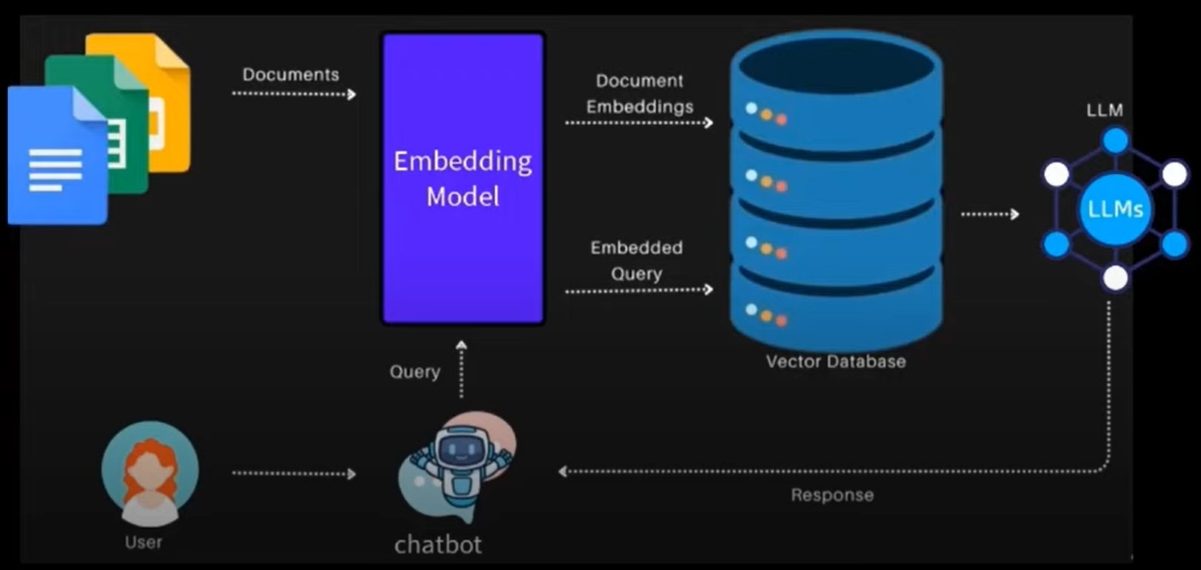 Documents
Embedding
Model
Document
Embeddings
Embedded
Query
LLM
LLMs
Vector Database
Query
User
chatbot
Response